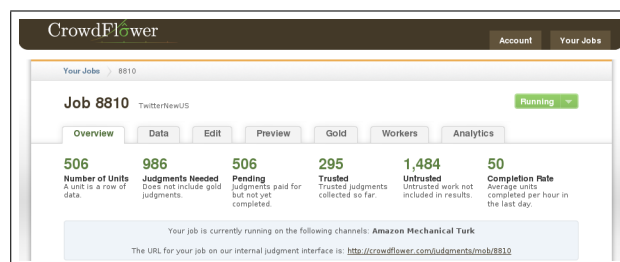 CrowdFlower
Account Your Jobs
Your Jobs 8810
Job 8810 TwitterNewUS Running
Overview Data Edit Preview Gold Workers Analytics
506 986 506 295 1,484 50
Number of Units Judgments Needed Pending Trusted Untrusted Completion Rate
A unit is a row of Does not include gold Judgments paid for Trusted judgments Untrusted work not Average units
data. judgments. but not yet collected so far. included in results. completed per hour in
completed. the last day.
Your job is currently running on the following channels: Amazon Mechanical Turk
The URL for your job on our internal judgment interface is: http://crowdflower.com/judgments/mob/8810